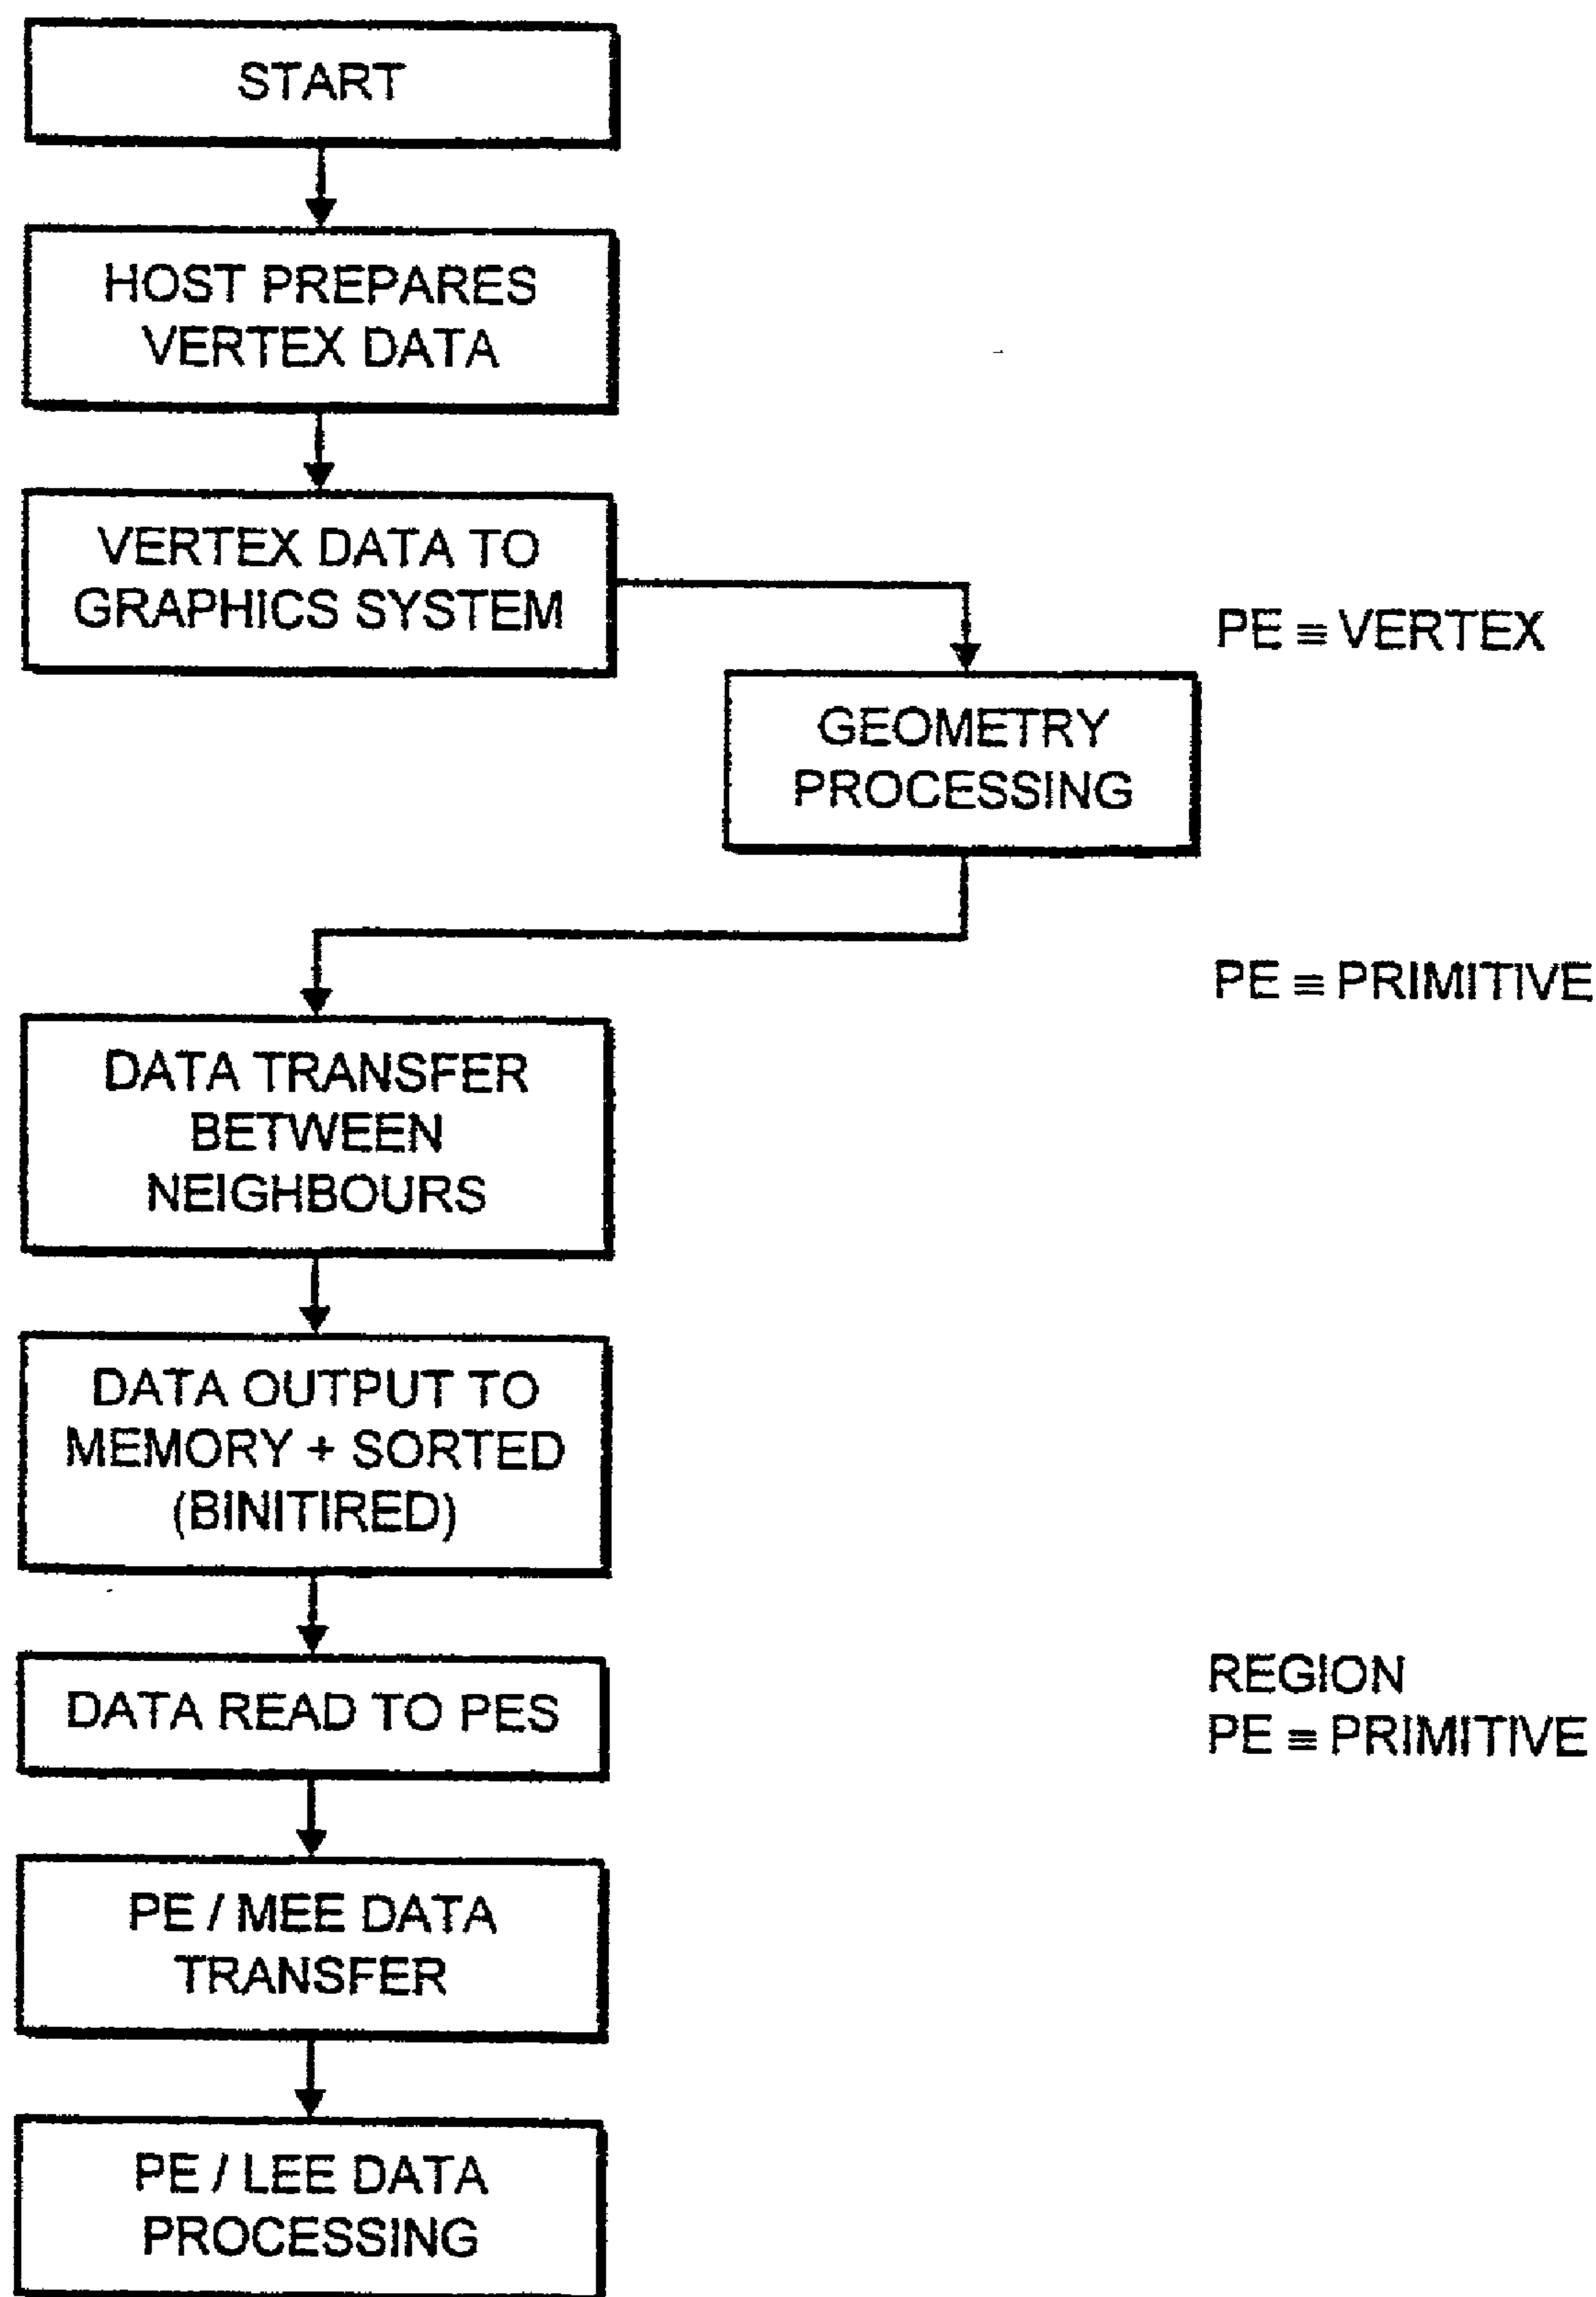 START
HOST PREPARES
VERTEX DATA
VERTEX DATA TO
GRAPHICS SYSTEM
PE ≡ VERTEX
GEOMETRY
PROCESSING
PE ≡ PRIMITIVE
DATA TRANSFER
BETWEEN
NEIGHBOURS
DATA OUTPUT TO
MEMORY + SORTED
(BINITIRED)
DATA READ TO PES
REGION
PE ≡ PRIMITIVE
PE / MEE DATA
TRANSFER
PE / LEE DATA
PROCESSING